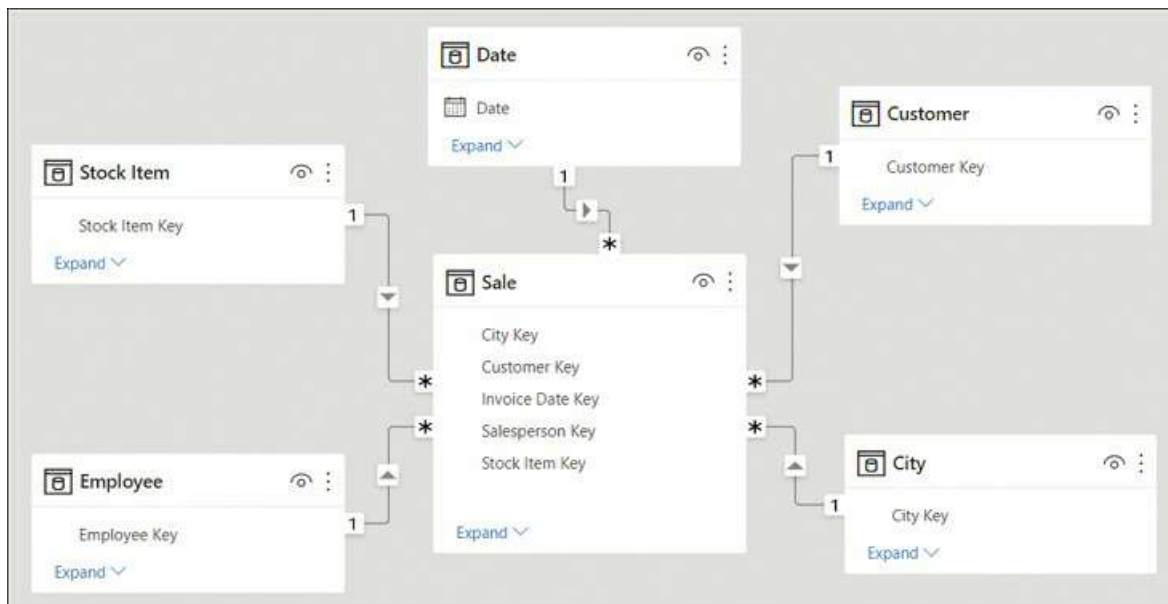 Date
Date
Expand
1
Customer
Customer Key
Expand
1
Stock Item
Stock Item Key
Expand
1
*
Sale
City Key
Customer Key
Invoice Date Key
Salesperson Key
Stock Item Key
Expand
*
*
*
*
Employee
Employee Key
Expand
1
City
City Key
Expand
1